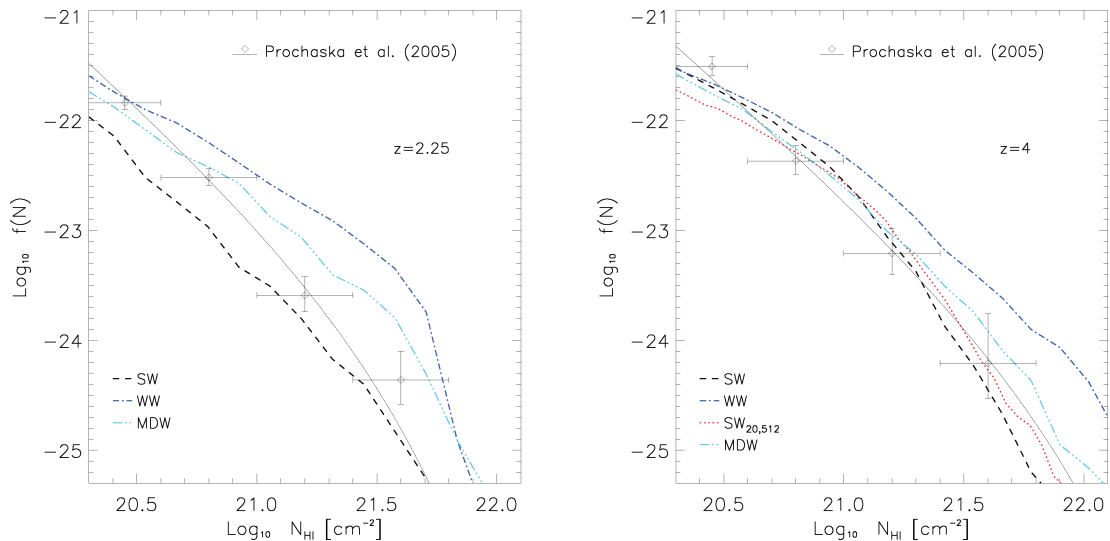 −21
Prochaska et al. (2005)
−22
z=2.25
−23
Log₁₀ f(N)
−24
SW
WW
MDW
−25
20.5 21.0 21.5 22.0
Log₁₀ N_HI [cm⁻²]
−21
Prochaska et al. (2005)
−22
z=4
−23
Log₁₀ f(N)
−24
SW
WW
SW₂₀,₅₁₂
MDW
−25
20.5 21.0 21.5 22.0
Log₁₀ N_HI [cm⁻²]